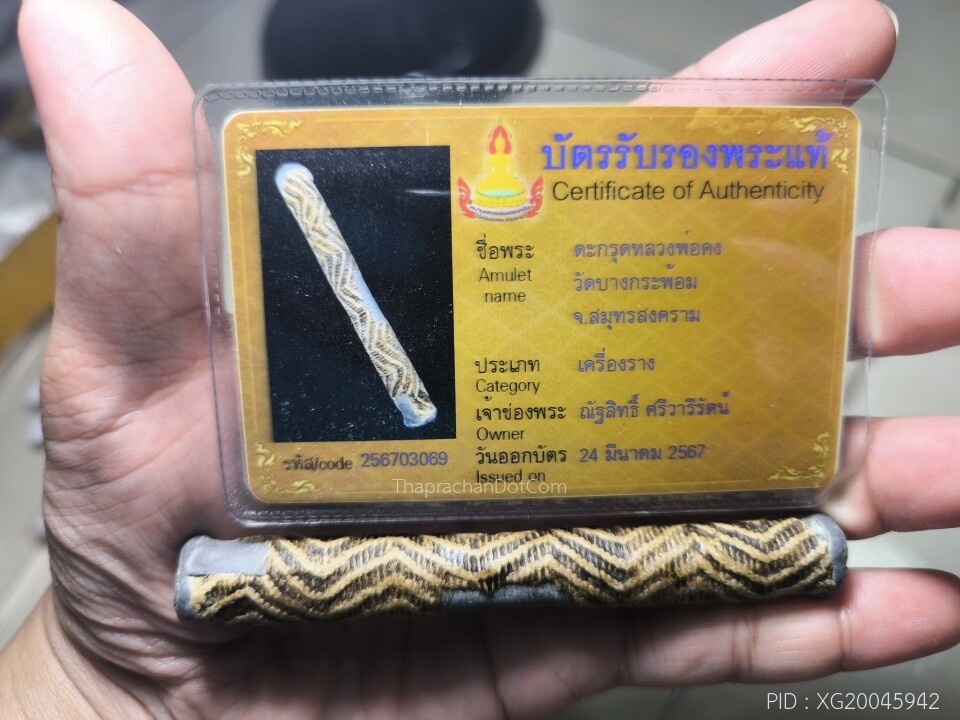 บัตรรับรองพระแท้
Certificate of Authenticity
ชื่อพระ ตะกรุดหลวงพ่อคง
Amulet name วัดบางกระพ้อม
จ.สมุทรสงคราม
ประเภท เครื่องราง
Category
เจ้าของพระ ณัฐสิทธิ์ ศรีวารีรัตน์
Owner
วันออกบัตร 24 มีนาคม 2567
Issued on
รหัส/code 256703069
ThaprachanDotCom
PID : XG20045942